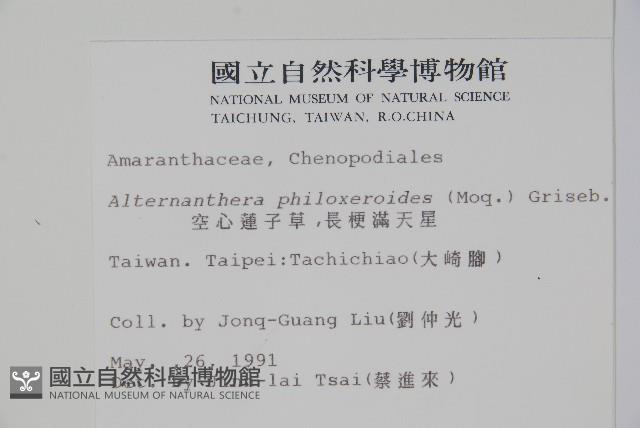 國立自然科學博物館
NATIONAL MUSEUM OF NATURAL SCIENCE
TAICHUNG, TAIWAN, R.O.CHINA
Amaranthaceae, Chenopodiales
Alternanthera philoxeroides (Moq.) Griseb.
空心蓮子草,長梗滿天星
Taiwan. Taipei:Tachichiao(大崎腳)
Coll. by Jonq-Guang Liu(劉仲光)
May. 26, 1991
-lai Tsai(蔡進來)
國立自然科學博物館
NATIONAL MUSEUM OF NATURAL SCIENCE